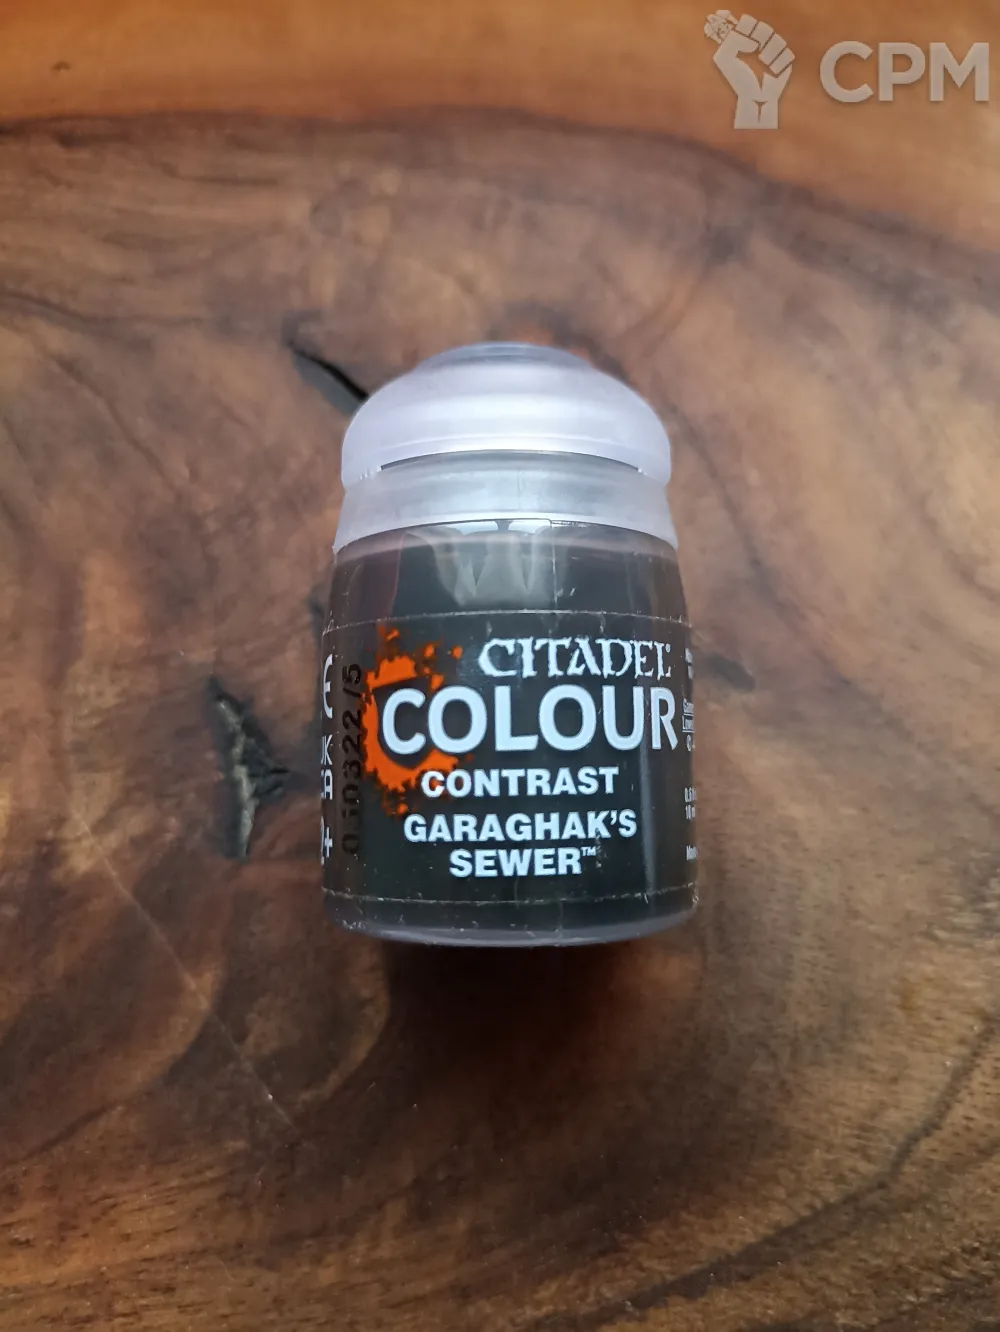 CPM
CITADEL
COLOUR
CONTRAST
GARAGHAK'S
SEWER™